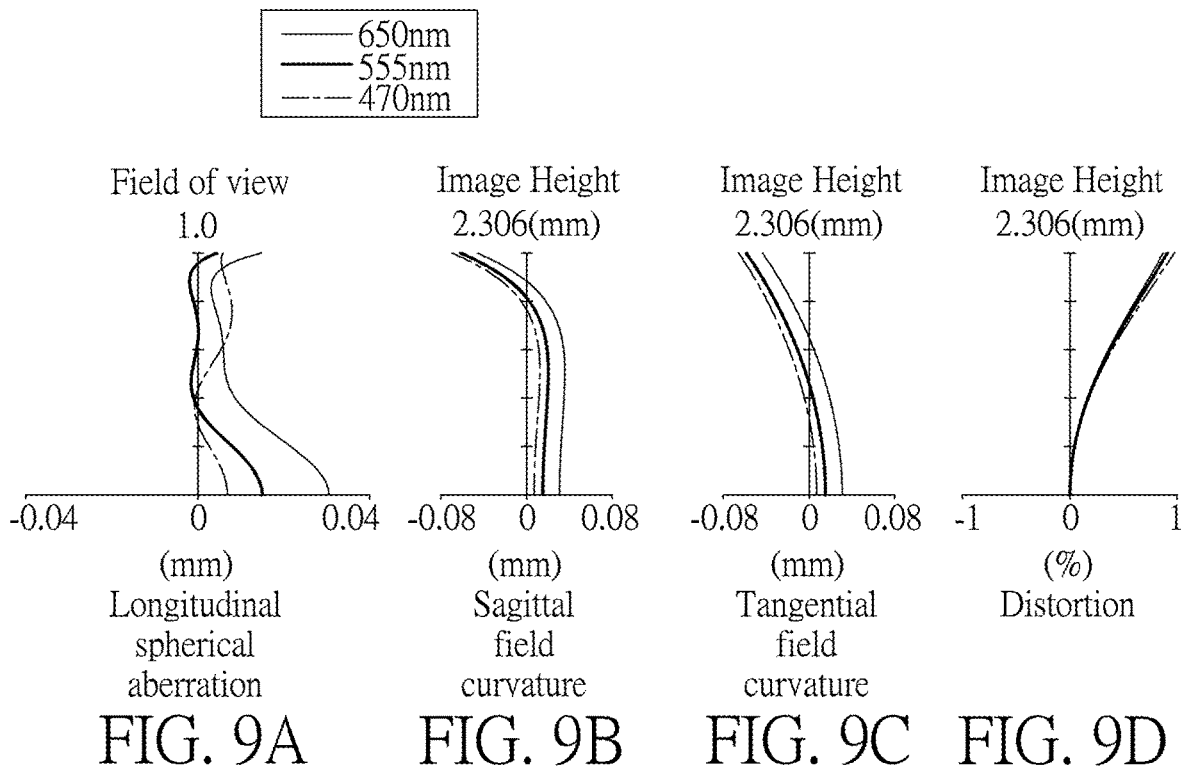 650nm
555nm
470nm
Field of view
1.0
-0.04
0
0.04
(mm)
Longitudinal
spherical
aberration
FIG. 9A
Image Height
2.306(mm)
-0.08
0
0.08
(mm)
Sagittal
field
curvature
FIG. 9B
Image Height
2.306(mm)
-0.08
0
0.08
(mm)
Tangential
field
curvature
FIG. 9C
Image Height
2.306(mm)
-1
0
1
(%)
Distortion
FIG. 9D